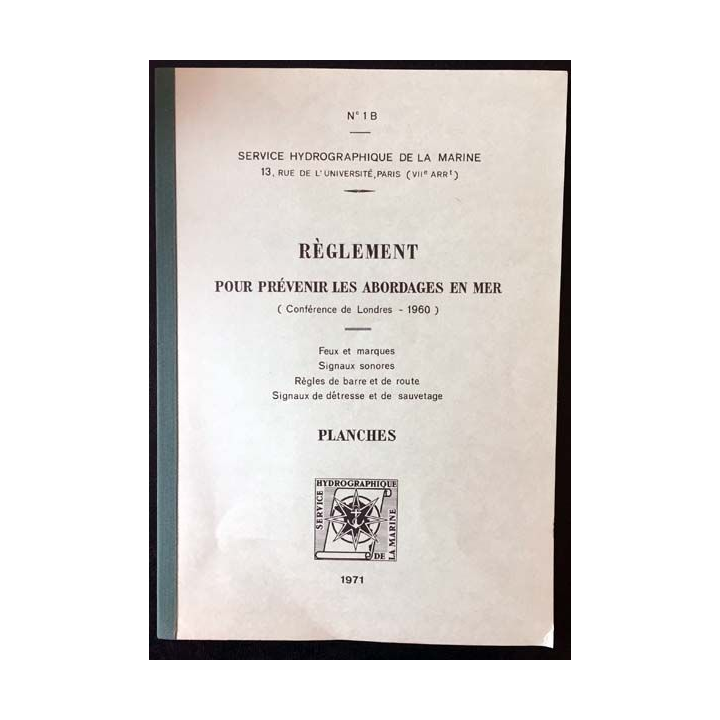 N° 1 B
SERVICE HYDROGRAPHIQUE DE LA MARINE
13, RUE DE L'UNIVERSITÉ, PARIS (VIIe ARRt)
RÈGLEMENT
POUR PRÉVENIR LES ABORDAGES EN MER
( Conférence de Londres - 1960 )
Feux et marques
Signaux sonores
Règles de barre et de route
Signaux de détresse et de sauvetage
PLANCHES
SERVICE
HYDROGRAPHIQUE
DE
LA MARINE
1971